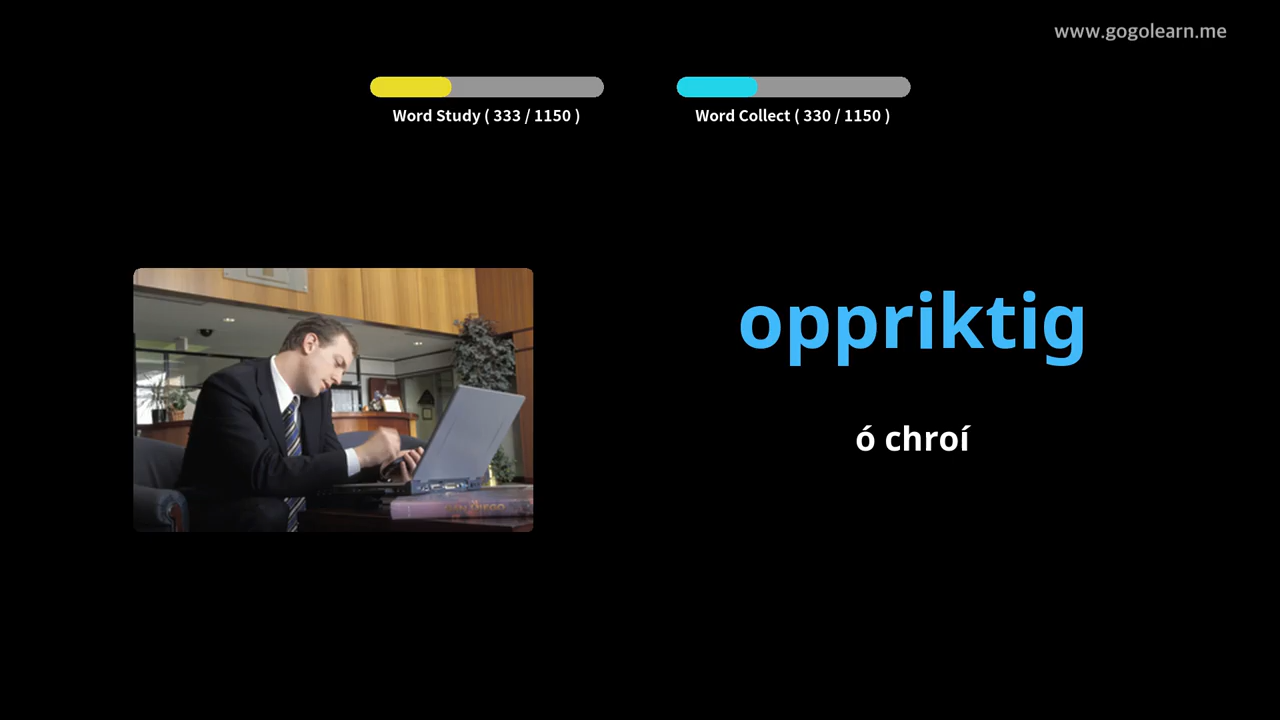 www.gogolearn.me
Word Study ( 333 / 1150 )
Word Collect ( 330 / 1150 )
oppriktig
ó chroí